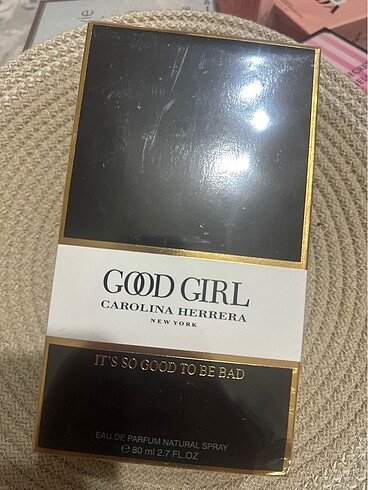 GOOD GIRL
CAROLINA HERRERA
NEW YORK
IT'S SO GOOD TO BE BAD
EAU DE PARFUM NATURAL SPRAY
℮ 80 ml 2.7 FL.OZ